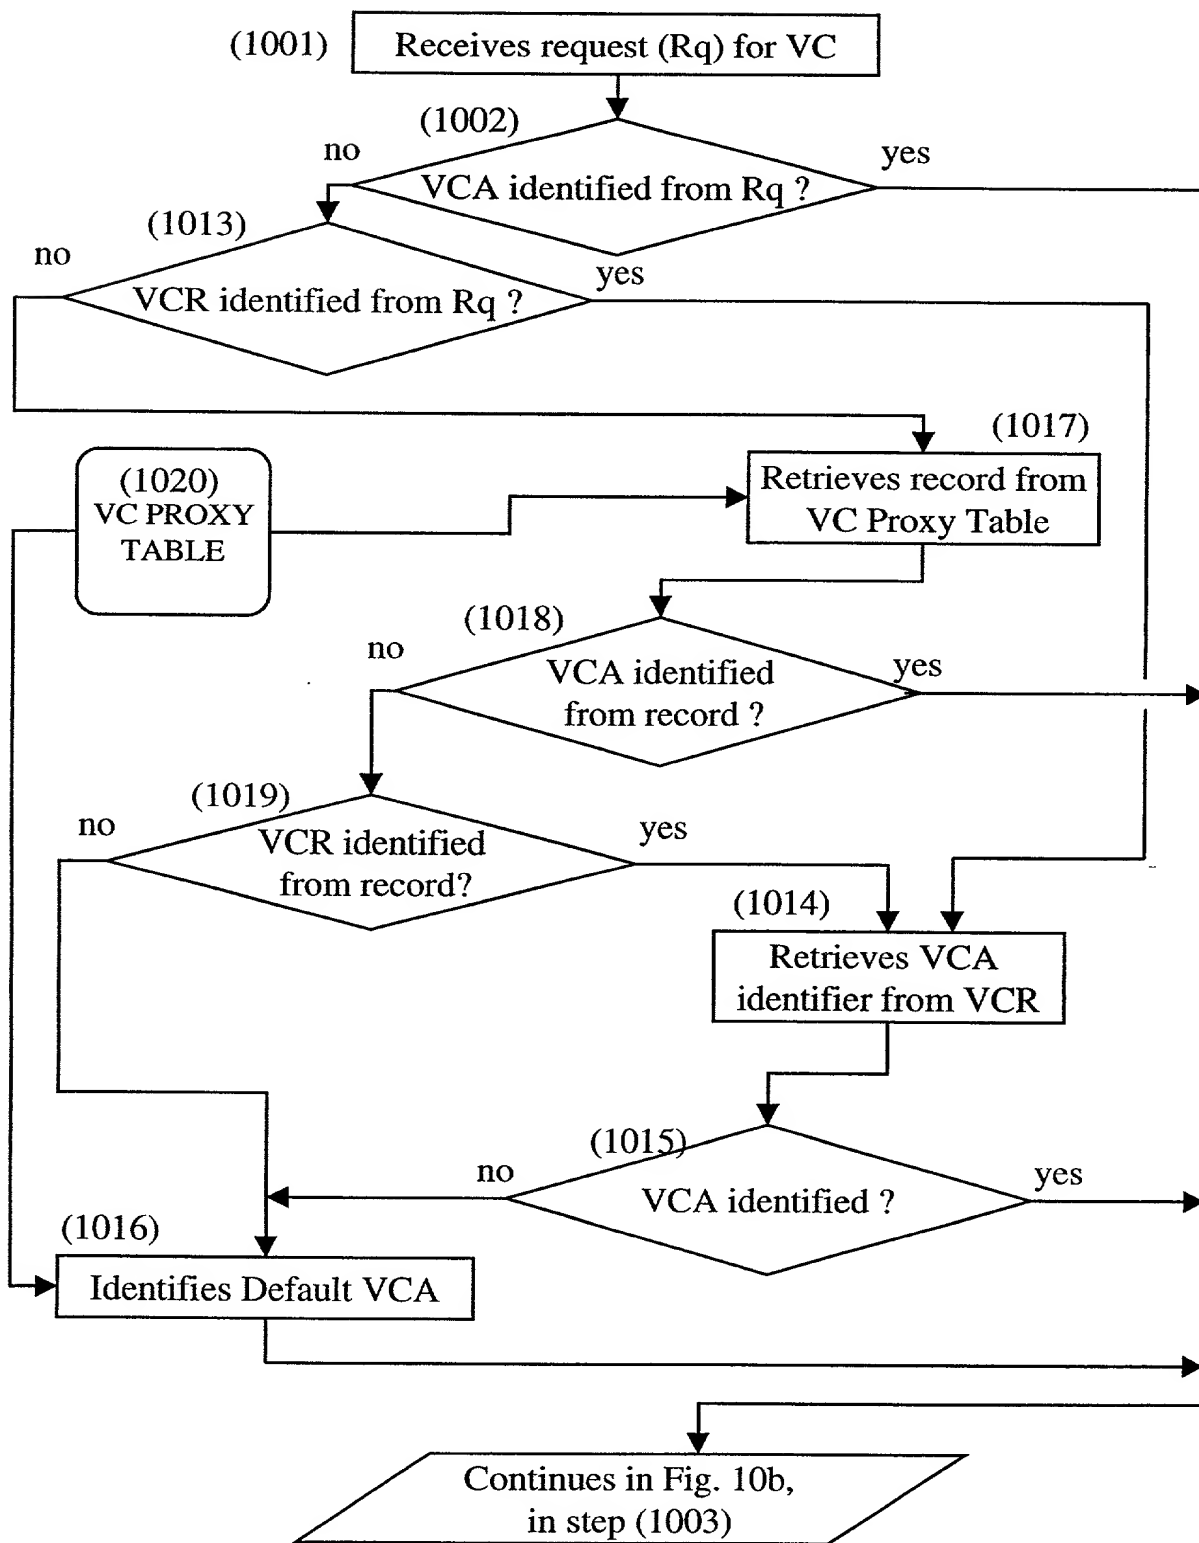 (1001)
Receives request (Rq) for VC
(1002)
no
yes
VCA identified from Rq ?
(1013)
no
yes
VCR identified from Rq ?
(1017)
Retrieves record from
VC Proxy Table
(1020)
VC PROXY
TABLE
(1018)
no
yes
VCA identified
from record ?
(1019)
no
yes
VCR identified
from record?
(1014)
Retrieves VCA
identifier from VCR
(1015)
no
yes
VCA identified ?
(1016)
Identifies Default VCA
Continues in Fig. 10b,
in step (1003)